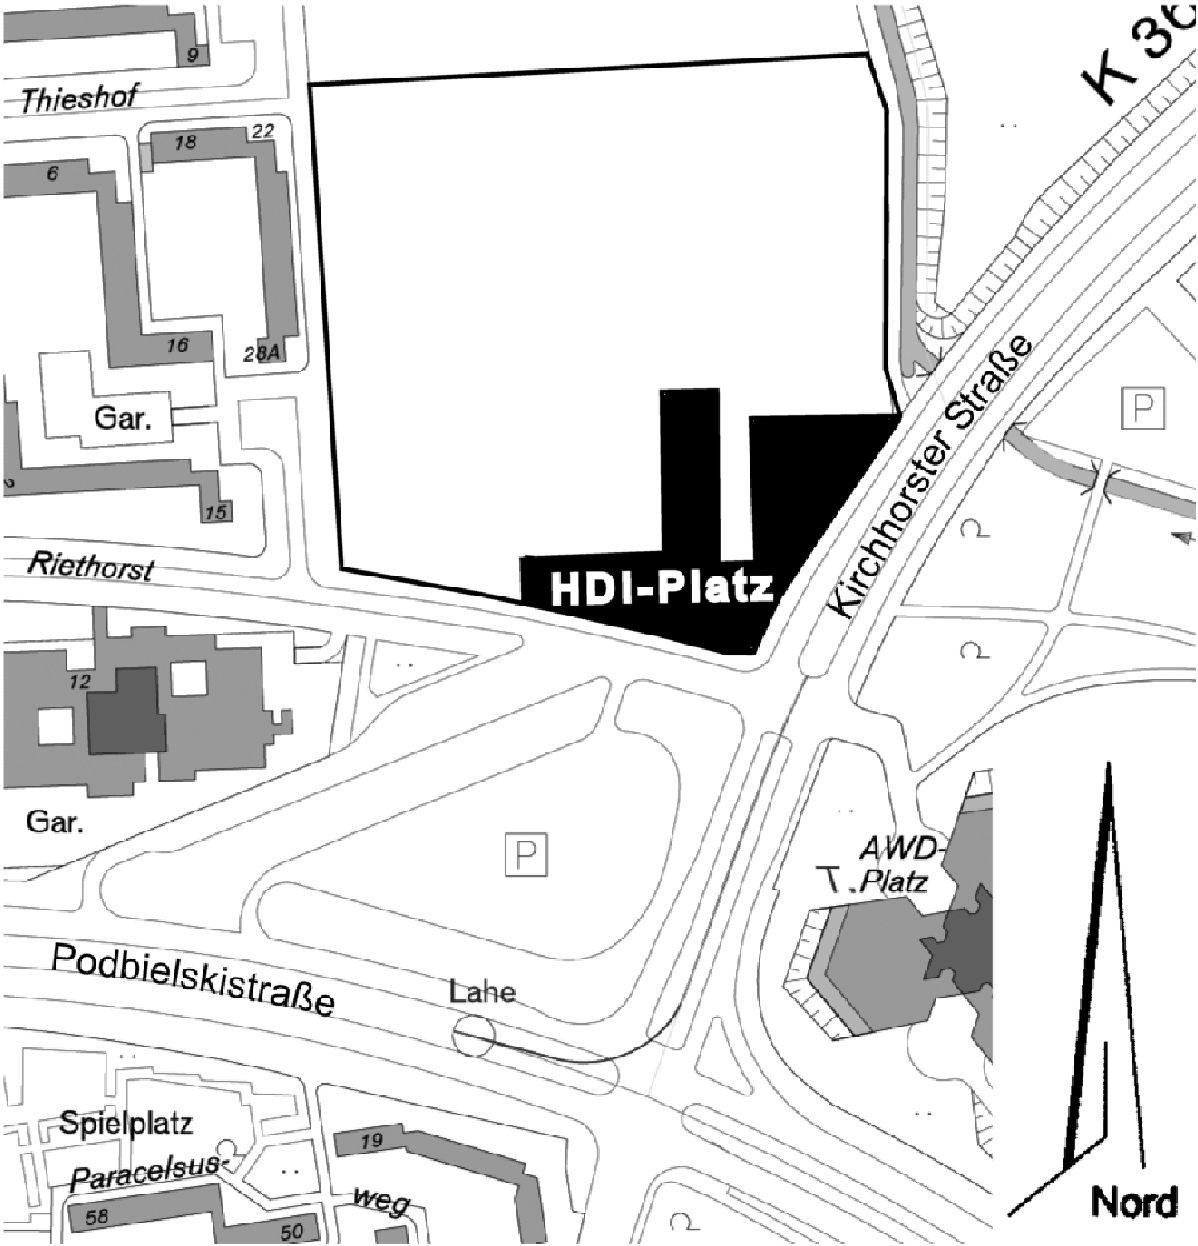 9
K 36
Thieshof
18
22
6
16
28A
Gar.
P
15
Kirchhorster Straße
Riethorst
HDI-Platz
12
Gar.
P
AWD-
Platz
Podbielskistraße
Lahe
Spielplatz
19
Paracelsus-
weg
58
50
Nord